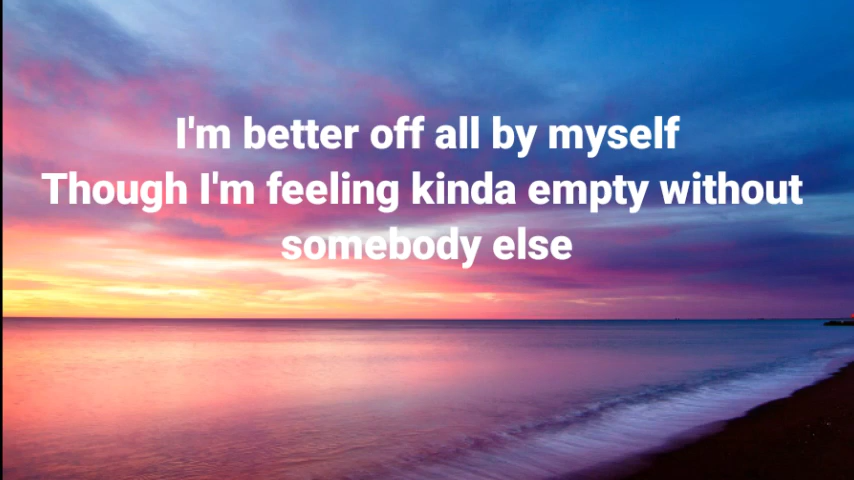 I'm better off all by myself
Though I'm feeling kinda empty without
somebody else